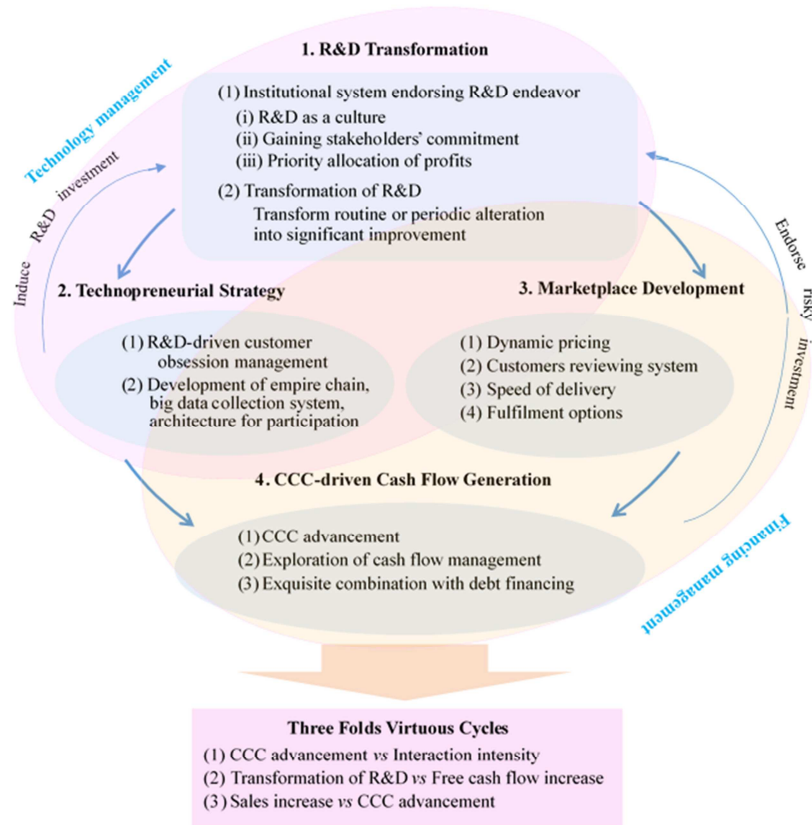 1. R&D Transformation
Technology management
(1) Institutional system endorsing R&D endeavor
(i) R&D as a culture
(ii) Gaining stakeholders' commitment
(iii) Priority allocation of profits
(2) Transformation of R&D
Transform routine or periodic alteration
into significant improvement
Induce R&D investment
Endorse risky investment
2. Technopreneurial Strategy
(1) R&D-driven customer
obsession management
(2) Development of empire chain,
big data collection system,
architecture for participation
3. Marketplace Development
(1) Dynamic pricing
(2) Customers reviewing system
(3) Speed of delivery
(4) Fulfilment options
4. CCC-driven Cash Flow Generation
(1) CCC advancement
(2) Exploration of cash flow management
(3) Exquisite combination with debt financing
Financing management
Three Folds Virtuous Cycles
(1) CCC advancement vs Interaction intensity
(2) Transformation of R&D vs Free cash flow increase
(3) Sales increase vs CCC advancement